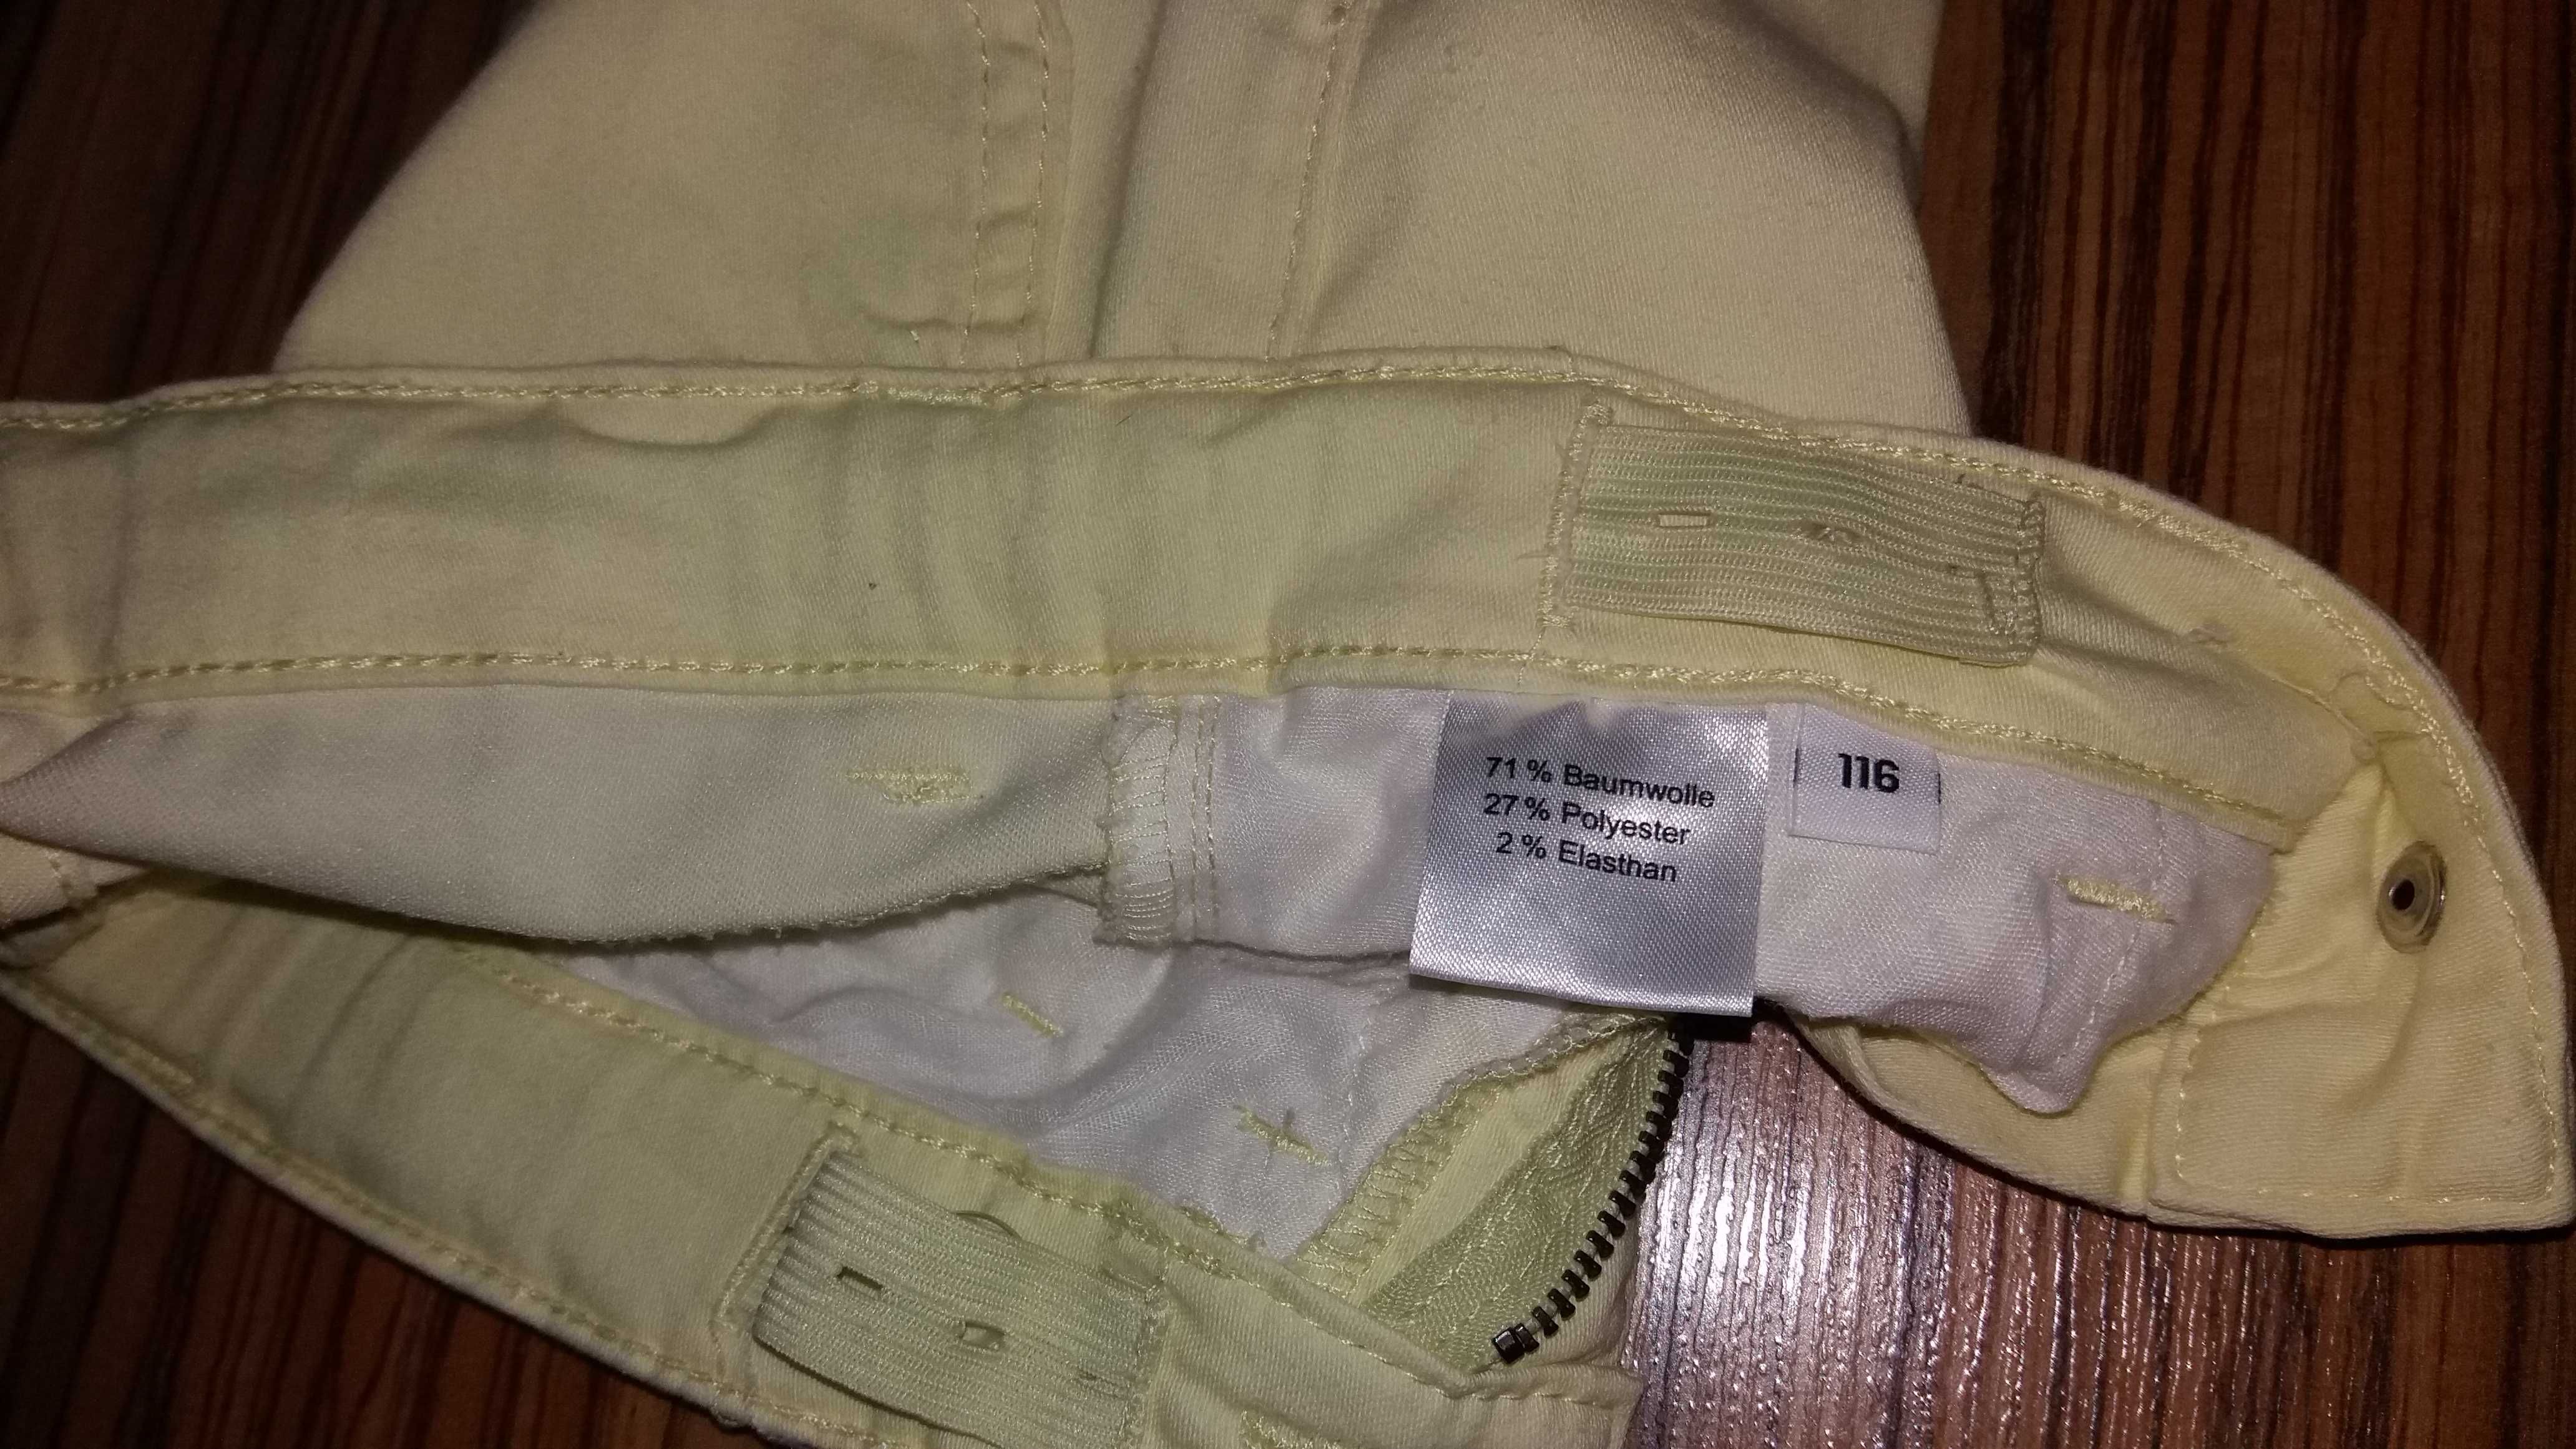 71 % Baumwolle
27 % Polyester
2 % Elasthan
116